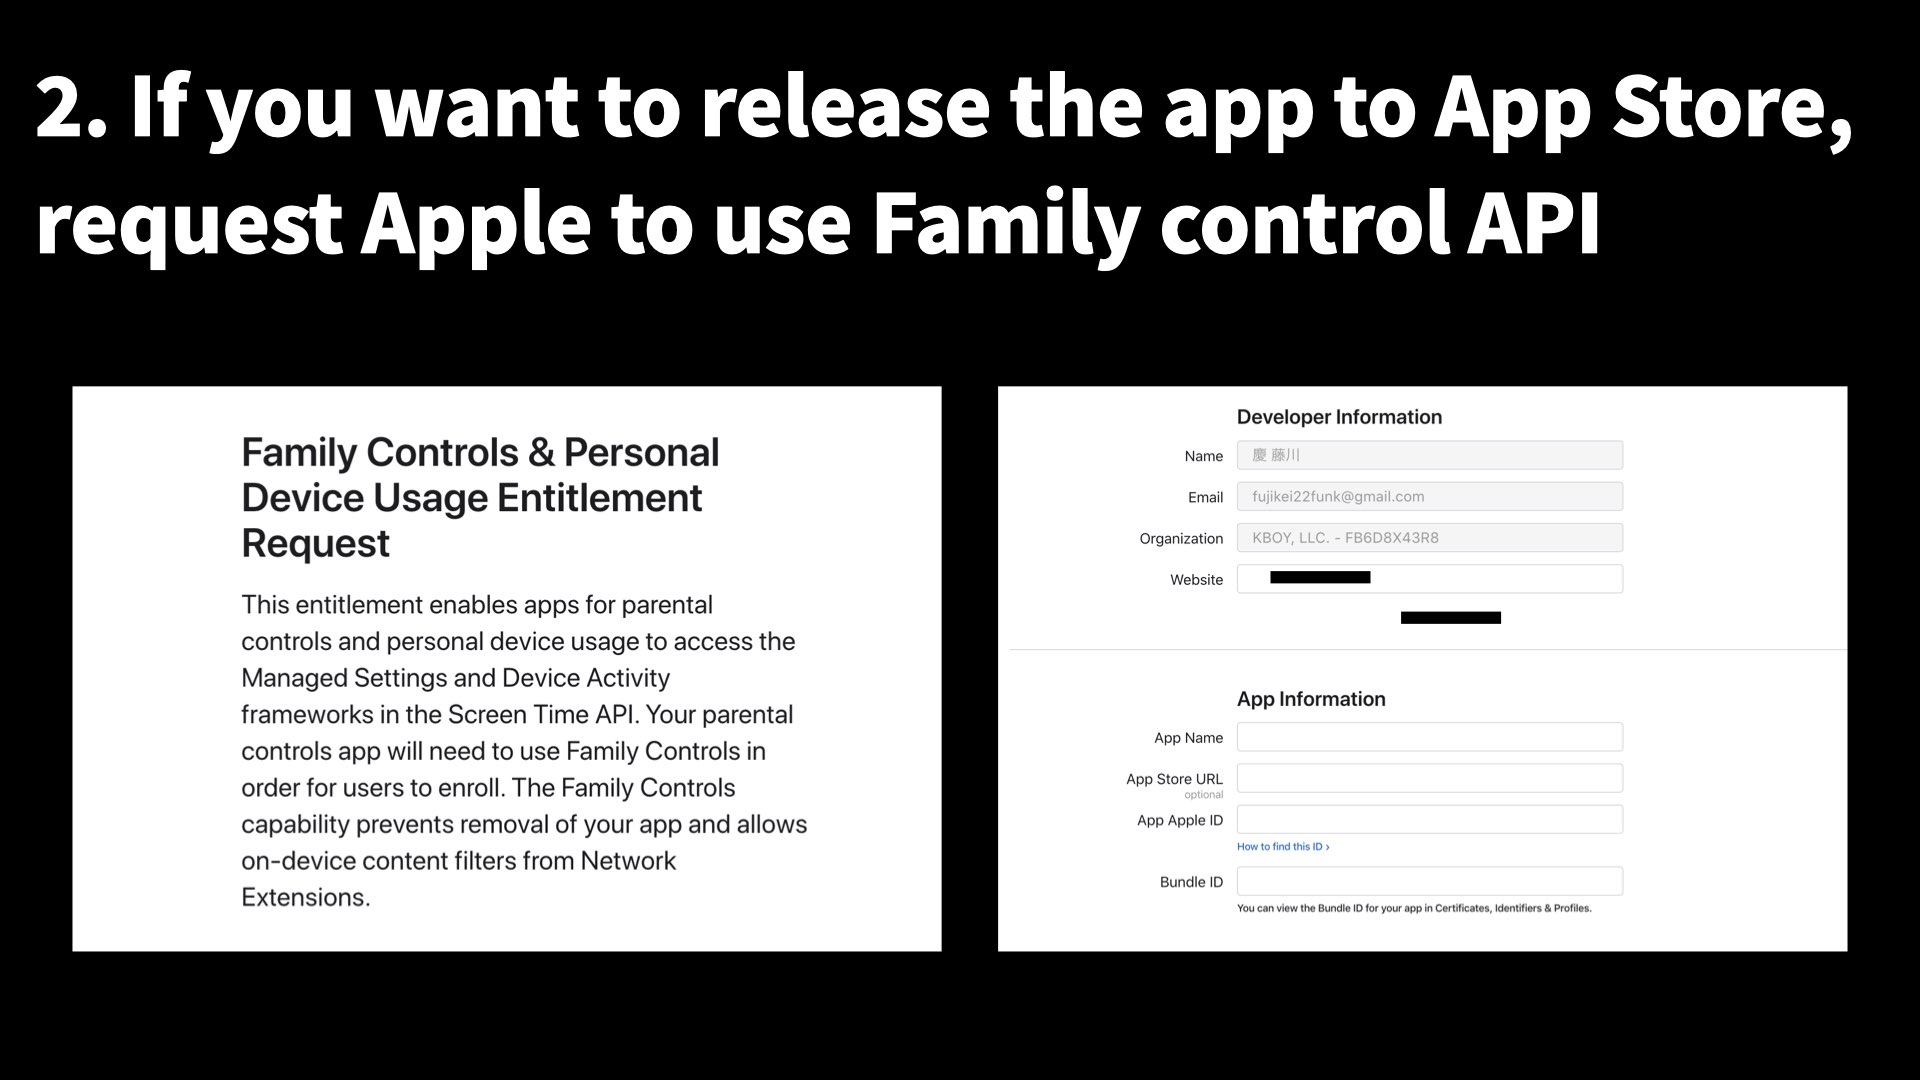 2. If you want to release the app to App Store,
request Apple to use Family control API
Family Controls & Personal
Device Usage Entitlement
Request
This entitlement enables apps for parental
controls and personal device usage to access the
Managed Settings and Device Activity
frameworks in the Screen Time API. Your parental
controls app will need to use Family Controls in
order for users to enroll. The Family Controls
capability prevents removal of your app and allows
on-device content filters from Network
Extensions.
Developer Information
Name 慶 藤川
Email fujikei22funk@gmail.com
Organization KBOY, LLC. - FB6D8X43R8
Website
App Information
App Name
App Store URL
optional
App Apple ID
How to find this ID ›
Bundle ID
You can view the Bundle ID for your app in Certificates, Identifiers & Profiles.